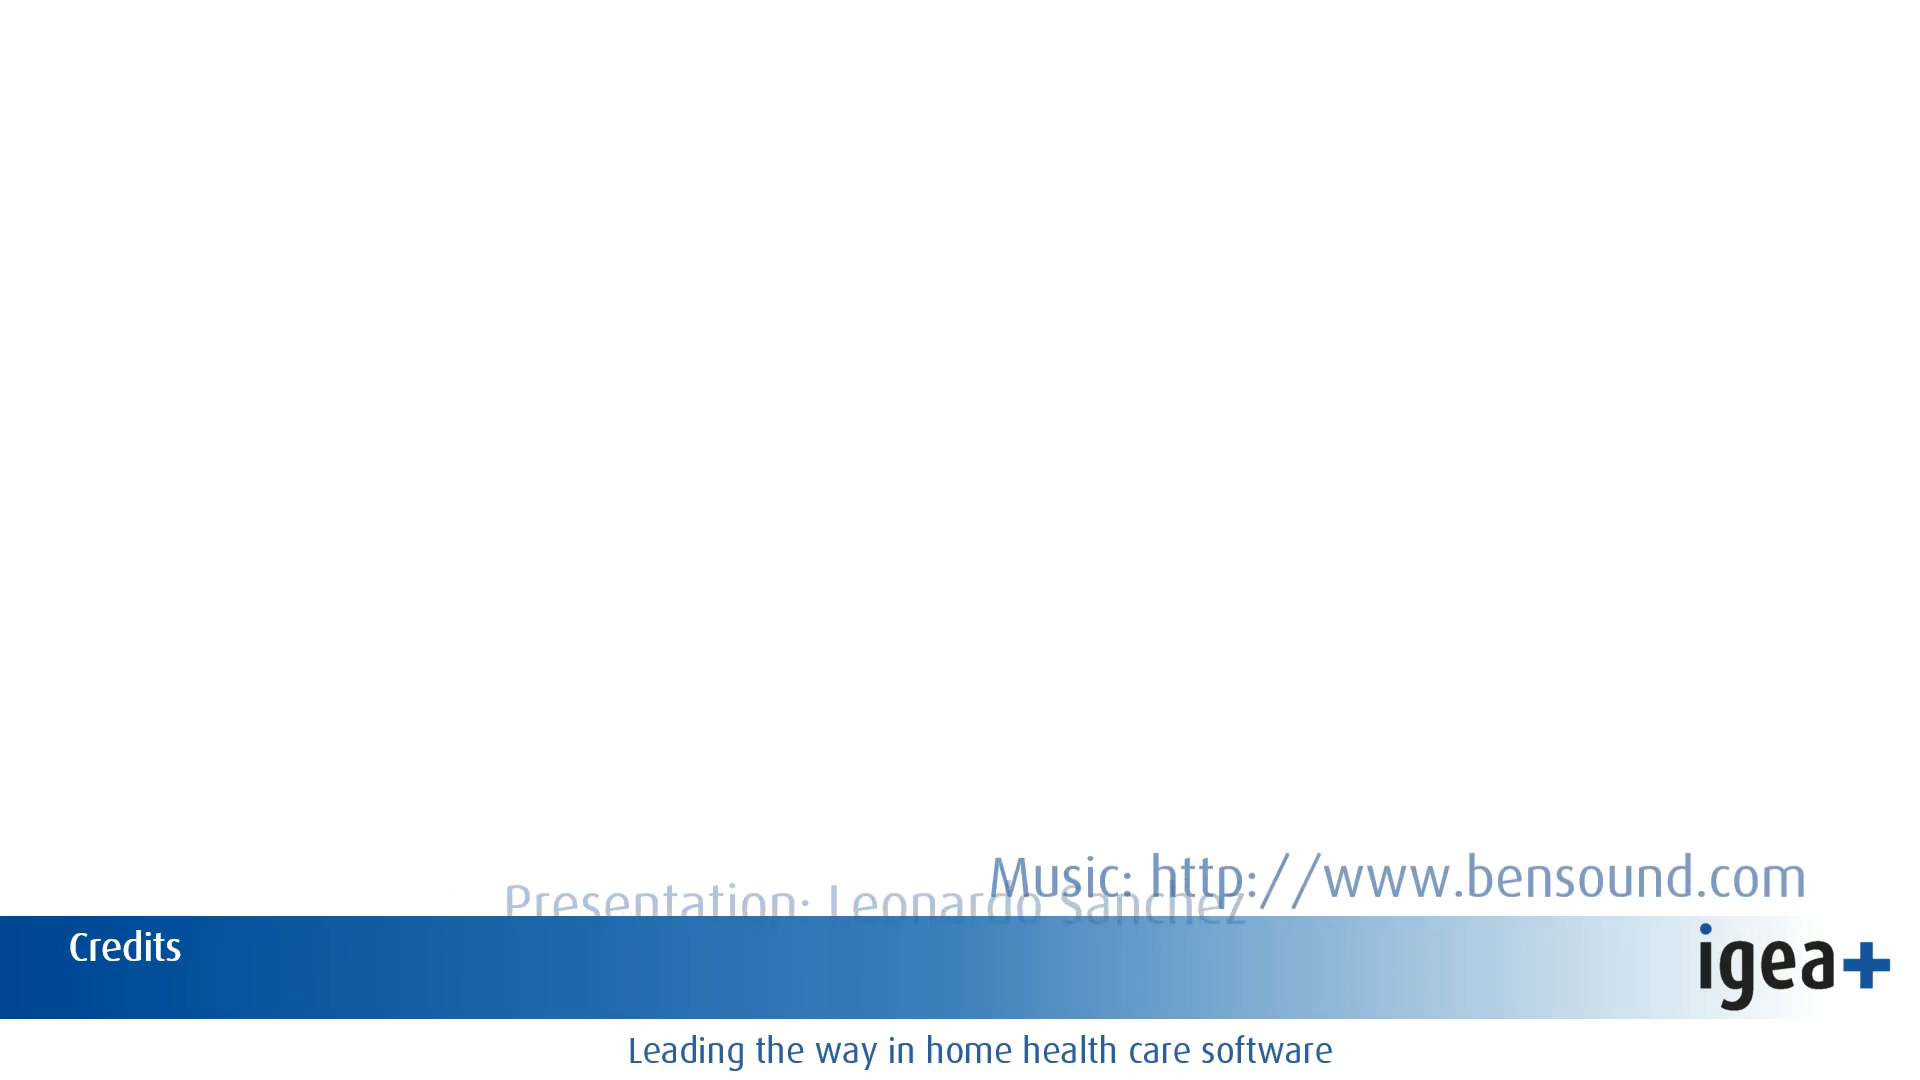 Music: http://www.bensound.com
Presentation: Leonardo Sanchez
Credits
igea+
Leading the way in home health care software